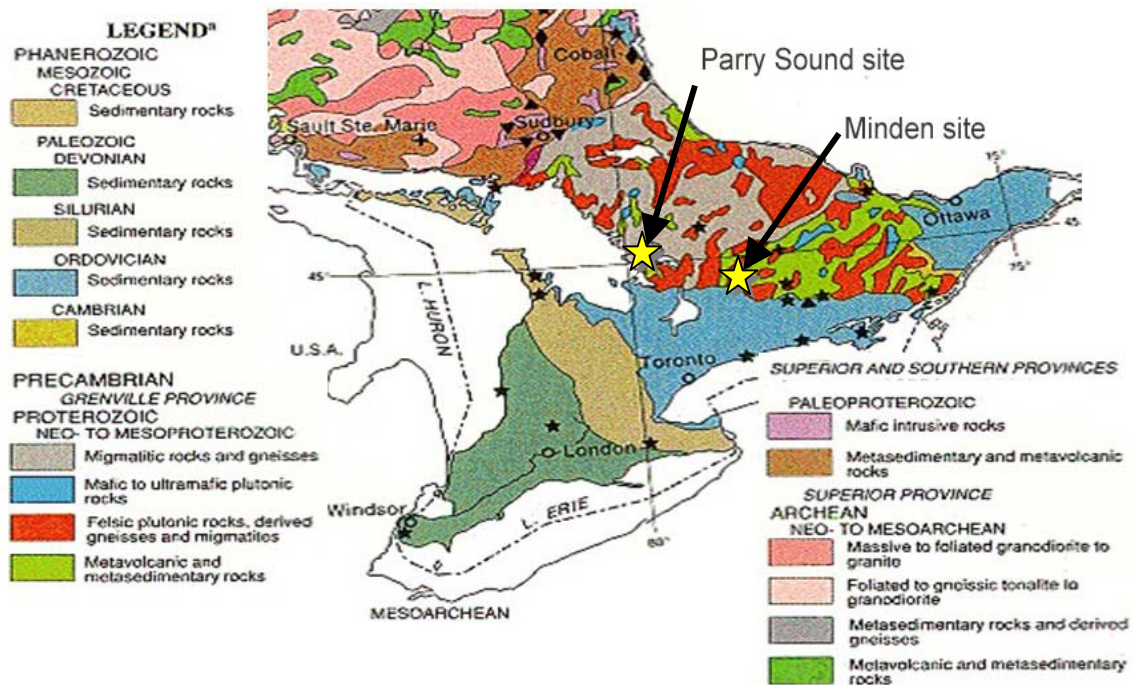 LEGENDᵃ
PHANEROZOIC
MESOZOIC
CRETACEOUS
Sedimentary rocks
PALEOZOIC
DEVONIAN
Sedimentary rocks
SILURIAN
Sedimentary rocks
ORDOVICIAN
Sedimentary rocks
CAMBRIAN
Sedimentary rocks
PRECAMBRIAN
GRENVILLE PROVINCE
PROTEROZOIC
NEO- TO MESOPROTEROZOIC
Migmatitic rocks and gneisses
Mafic to ultramafic plutonic
rocks
Felsic plutonic rocks, derived
gneisses and migmatites
Metavolcanic and
metasedimentary rocks
Parry Sound site
Minden site
Cobalt
Sudbury
Sault Ste. Marie
Ottawa
75°
45
75°
45°
L. HURON
U.S.A.
Toronto
London
Windsor
L. ERIE
80°
MESOARCHEAN
SUPERIOR AND SOUTHERN PROVINCES
PALEOPROTEROZOIC
Mafic intrusive rocks
Metasedimentary and metavolcanic
rocks
SUPERIOR PROVINCE
ARCHEAN
NEO- TO MESOARCHEAN
Massive to foliated granodiorite to
granite
Foliated to gneissic tonalite to
granodiorite
Metasedimentary rocks and derived
gneisses
Metavolcanic and metasedimentary
rocks